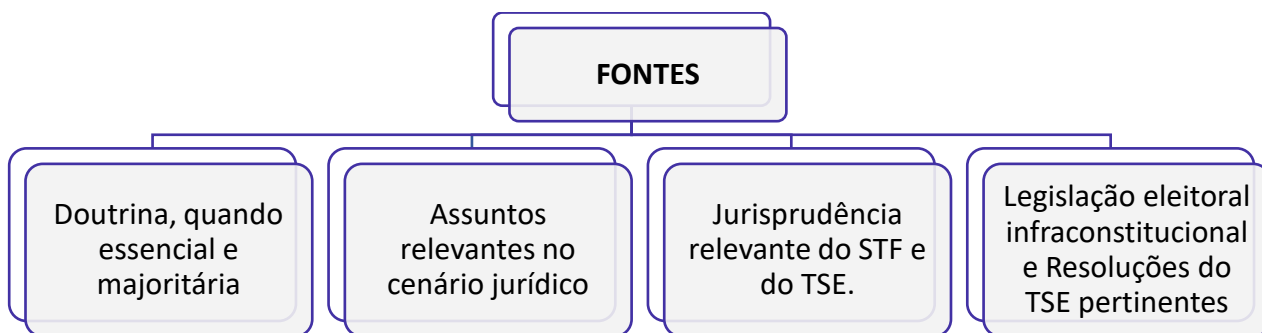 FONTES
Doutrina, quando
essencial e
majoritária
Assuntos
relevantes no
cenário jurídico
Jurisprudência
relevante do STF e
do TSE.
Legislação eleitoral
infraconstitucional
e Resoluções do
TSE pertinentes